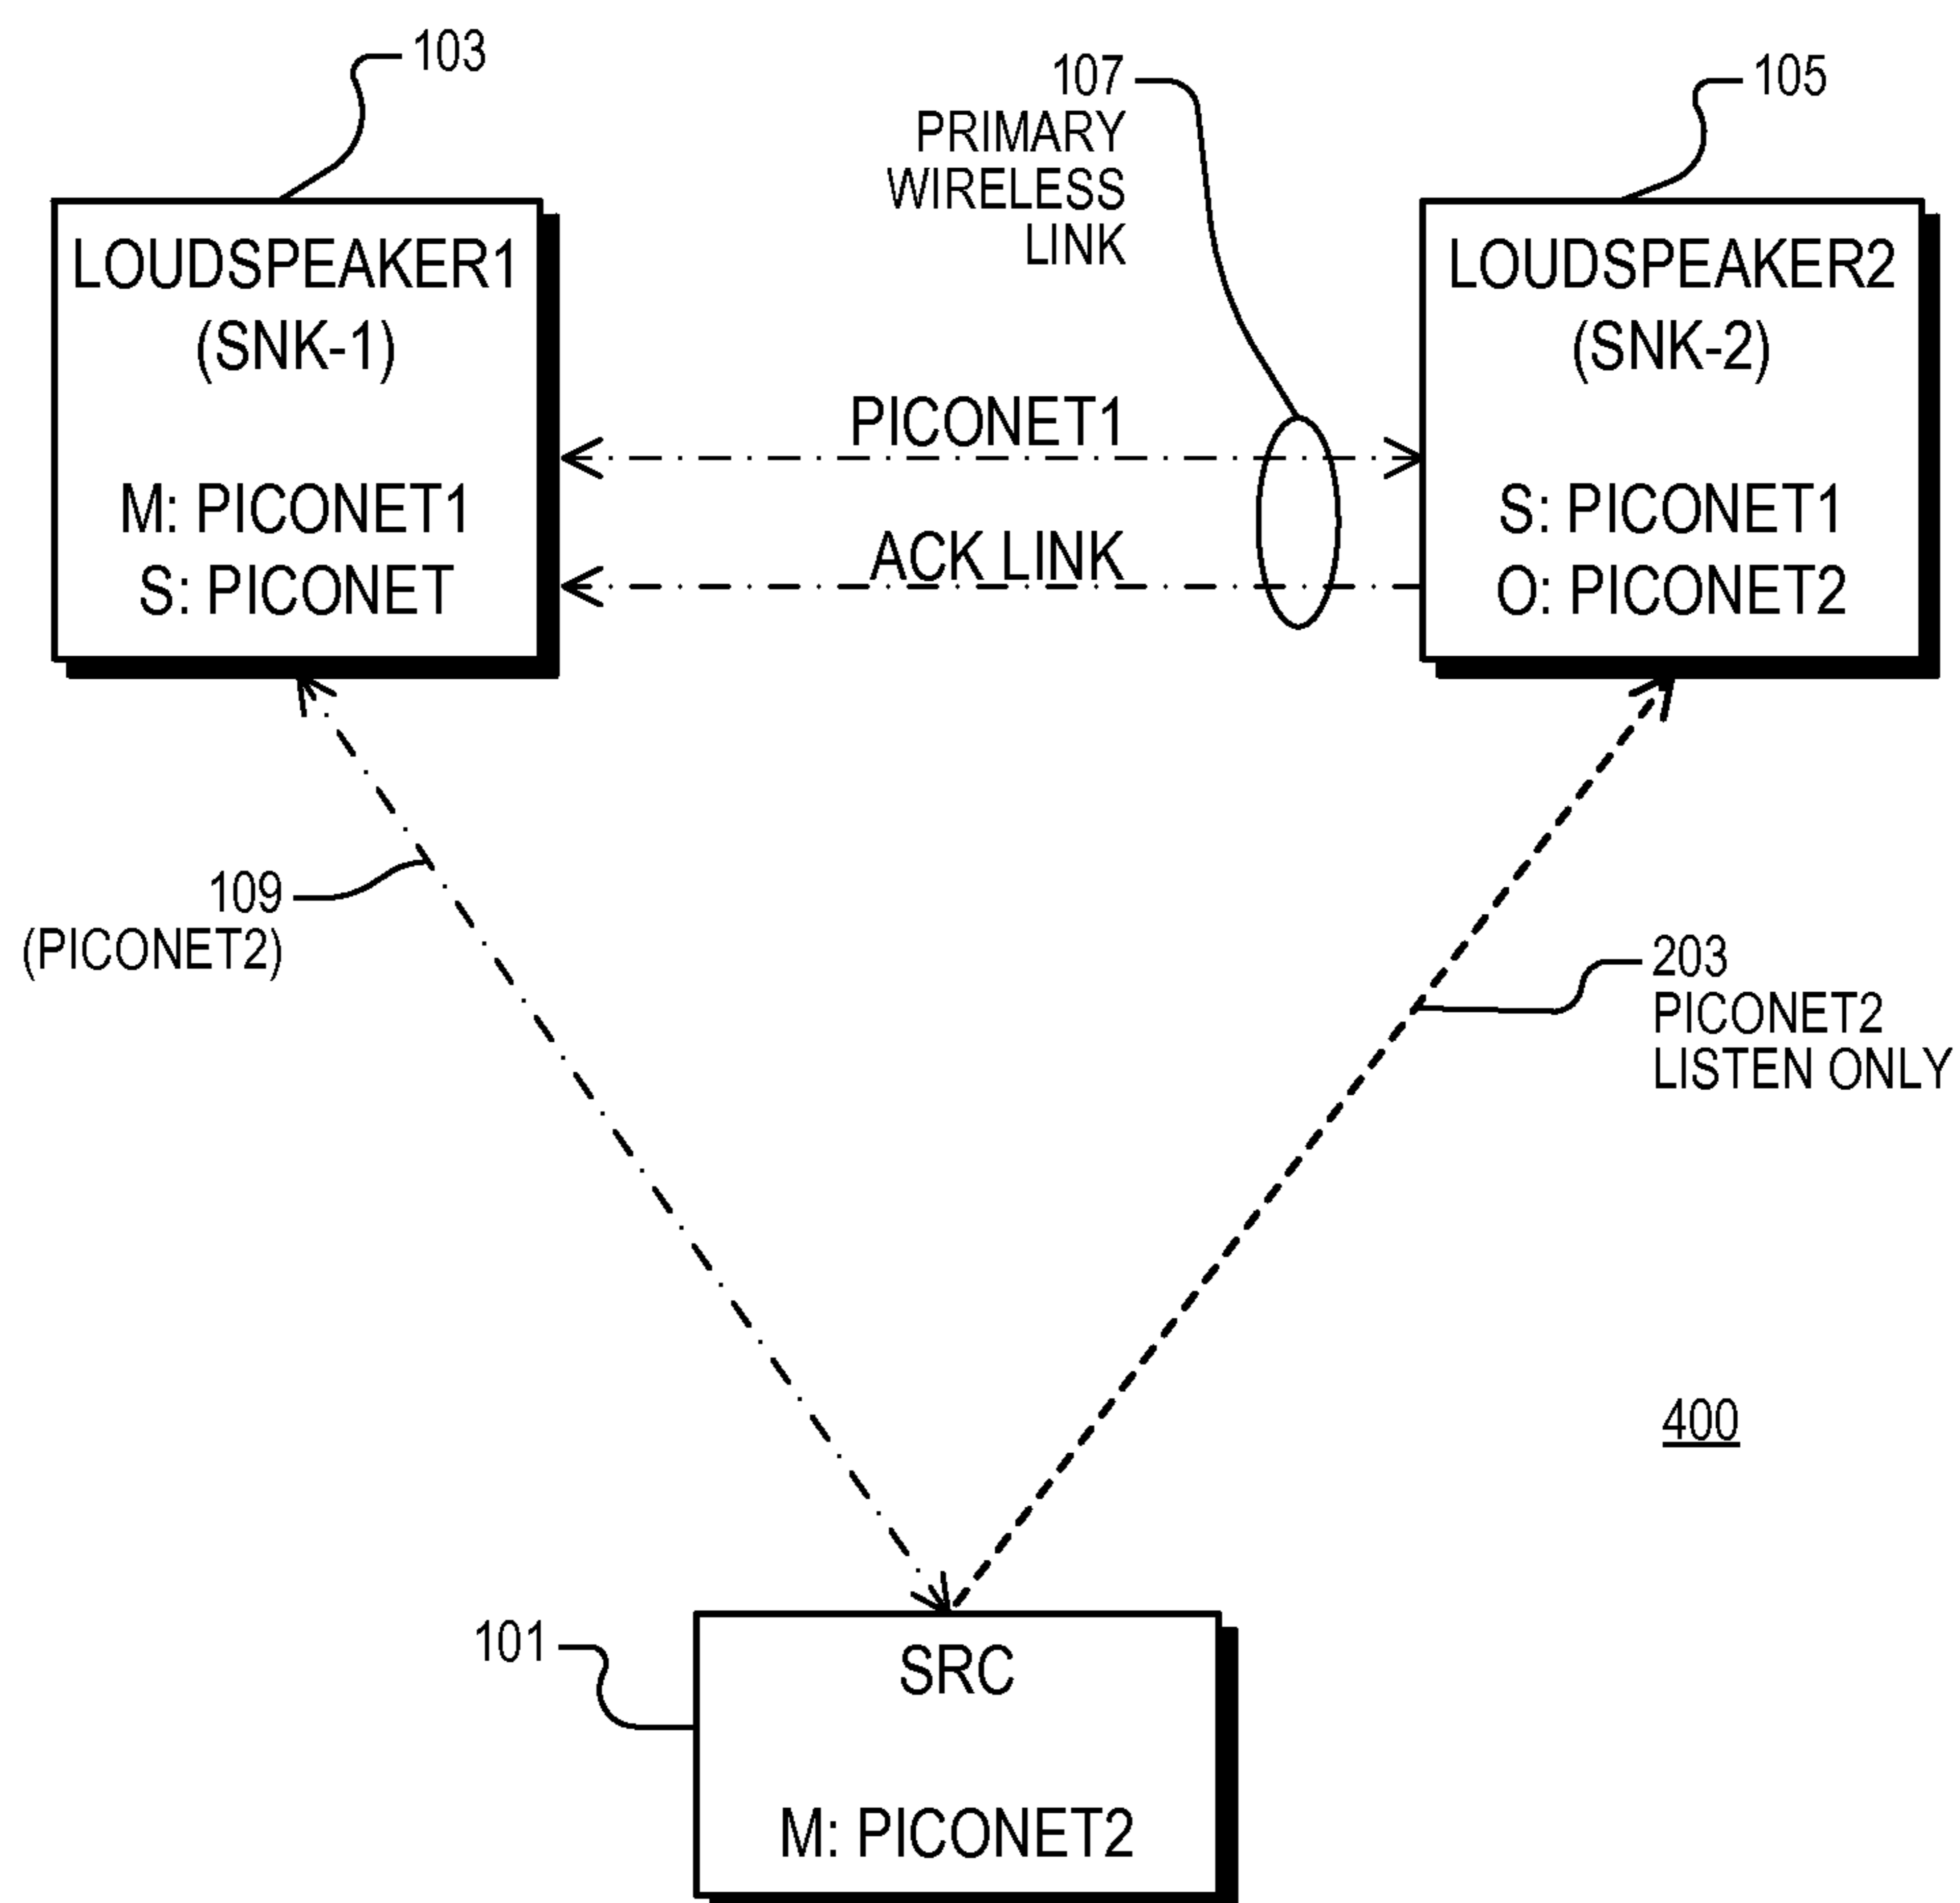 103
107
PRIMARY
WIRELESS
LINK
105
LOUDSPEAKER1
(SNK-1)
M: PICONET1
S: PICONET
PICONET1
ACK LINK
LOUDSPEAKER2
(SNK-2)
S: PICONET1
O: PICONET2
109
(PICONET2)
203
PICONET2
LISTEN ONLY
400
101
SRC
M: PICONET2